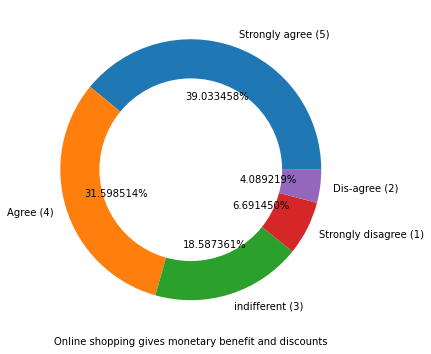 Strongly agree (5)
39.033458%
4.089219%
Dis-agree (2)
31.598514%
6.691450%
Agree (4)
Strongly disagree (1)
18.587361%
indifferent (3)
Online shopping gives monetary benefit and discounts